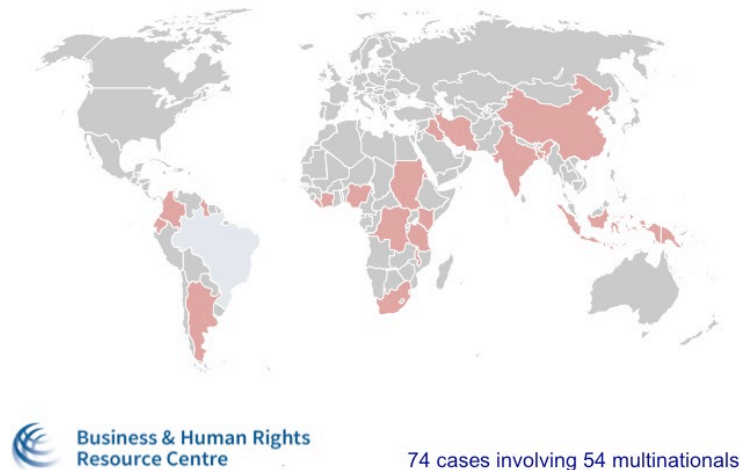 Business & Human Rights
Resource Centre
74 cases involving 54 multinationals